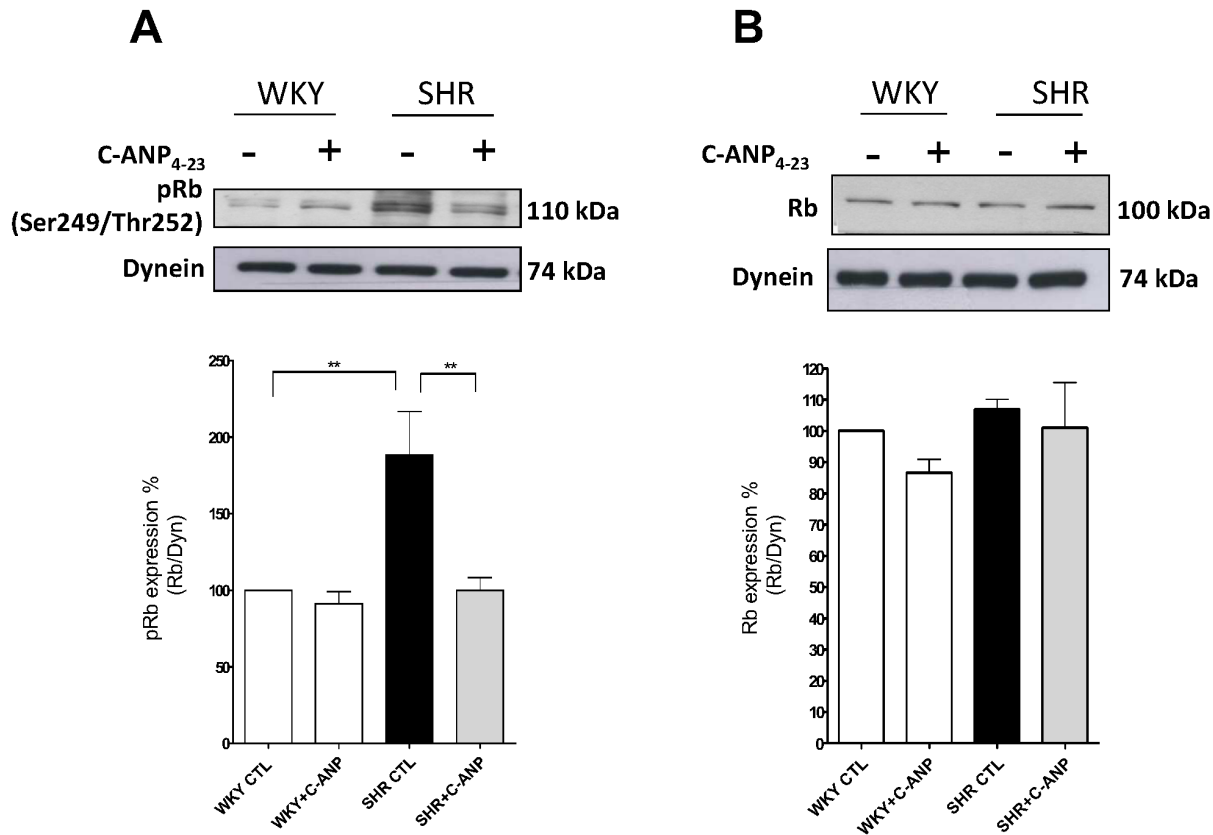 A
WKY SHR
C-ANP4-23 - + - +
pRb
(Ser249/Thr252)
110 kDa
Dynein 74 kDa
250
200
150
100
50
0
** **
pRb expression %
(Rb/Dyn)
WKY CTL
WKY+C-ANP
SHR CTL
SHR+C-ANP
B
WKY SHR
C-ANP4-23 - + - +
Rb 100 kDa
Dynein 74 kDa
120
110
100
90
80
70
60
50
40
30
20
10
0
Rb expression %
(Rb/Dyn)
WKY CTL
WKY+C-ANP
SHR CTL
SHR+C-ANP